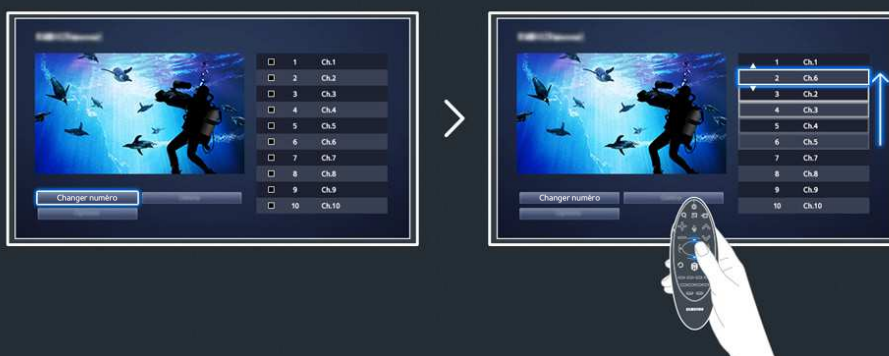 1 Ch.1
2 Ch.2
3 Ch.3
4 Ch.4
5 Ch.5
6 Ch.6
7 Ch.7
8 Ch.8
9 Ch.9
10 Ch.10
Changer numéro
1 Ch.1
2 Ch.6
3 Ch.2
4 Ch.3
5 Ch.4
6 Ch.5
7 Ch.7
8 Ch.8
9 Ch.9
10 Ch.10
Changer numéro
SAMSUNG